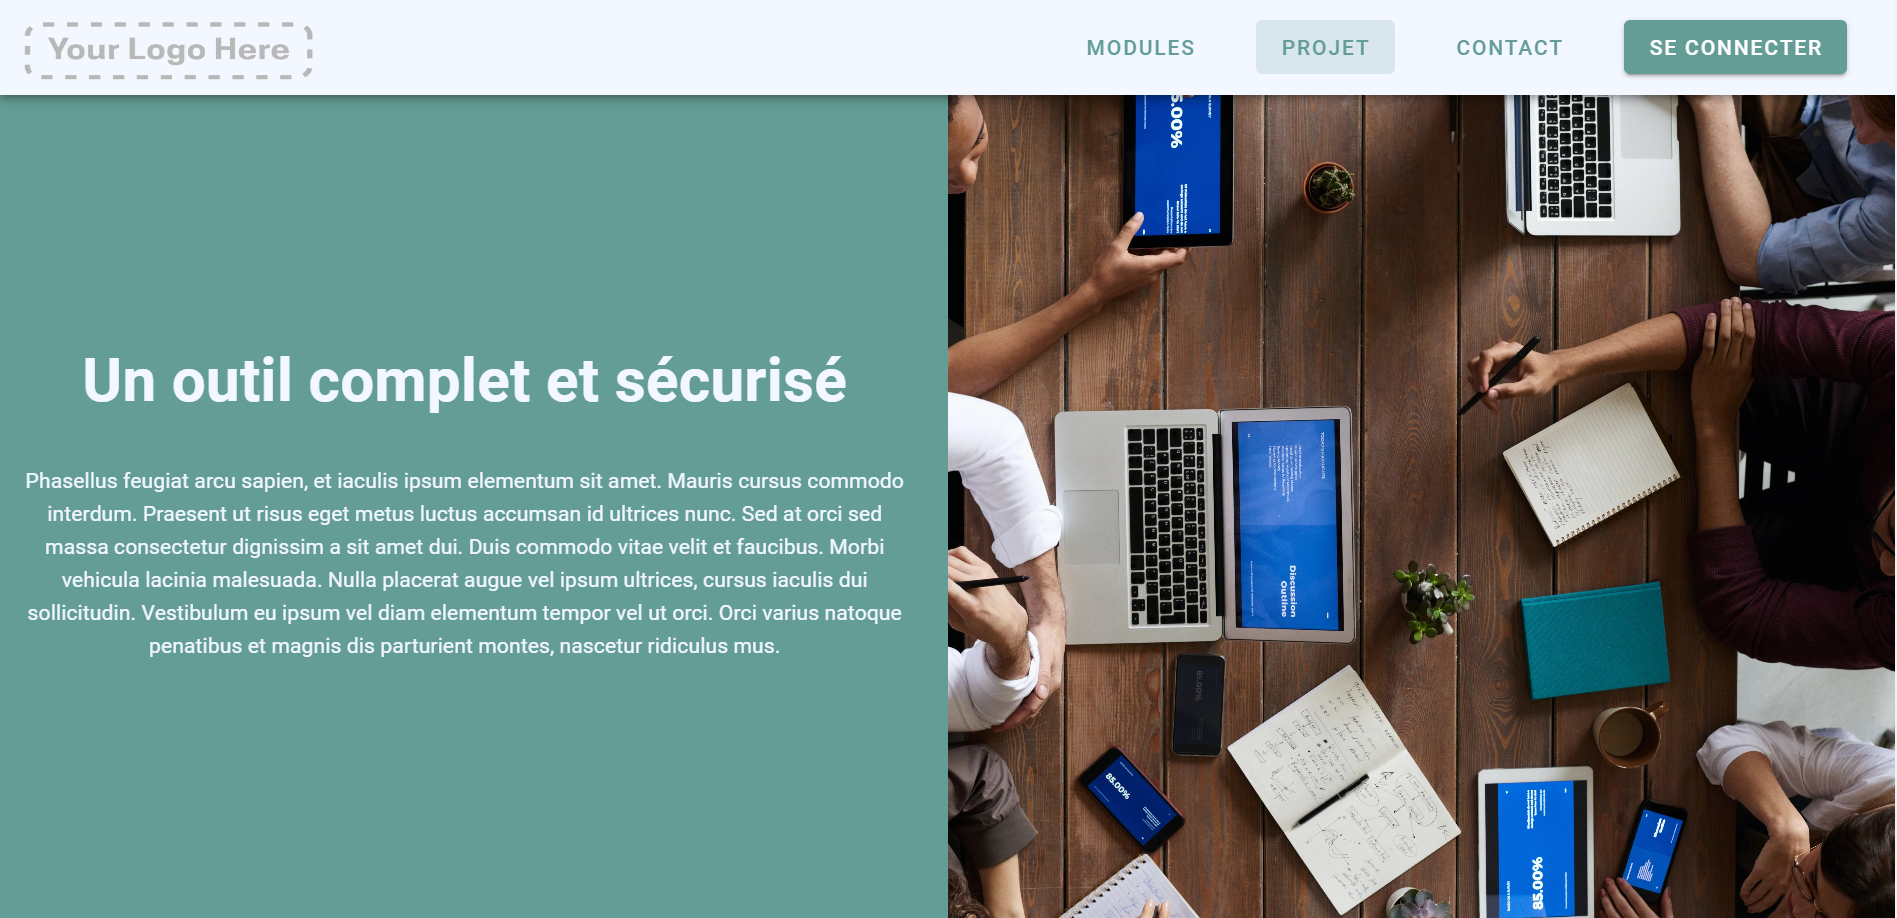 Your Logo Here
MODULES
PROJET
CONTACT
SE CONNECTER
Un outil complet et sécurisé
Phasellus feugiat arcu sapien, et iaculis ipsum elementum sit amet. Mauris cursus commodo
interdum. Praesent ut risus eget metus luctus accumsan id ultrices nunc. Sed at orci sed
massa consectetur dignissim a sit amet dui. Duis commodo vitae velit et faucibus. Morbi
vehicula lacinia malesuada. Nulla placerat augue vel ipsum ultrices, cursus iaculis dui
sollicitudin. Vestibulum eu ipsum vel diam elementum tempor vel ut orci. Orci varius natoque
penatibus et magnis dis parturient montes, nascetur ridiculus mus.
5.00%
Discussion
Outline
85.00%
85.00%
85.00%